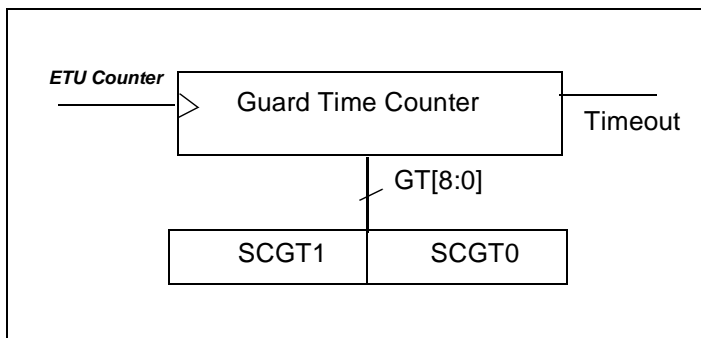 ETU Counter
Guard Time Counter
Timeout
GT[8:0]
SCGT1
SCGT0